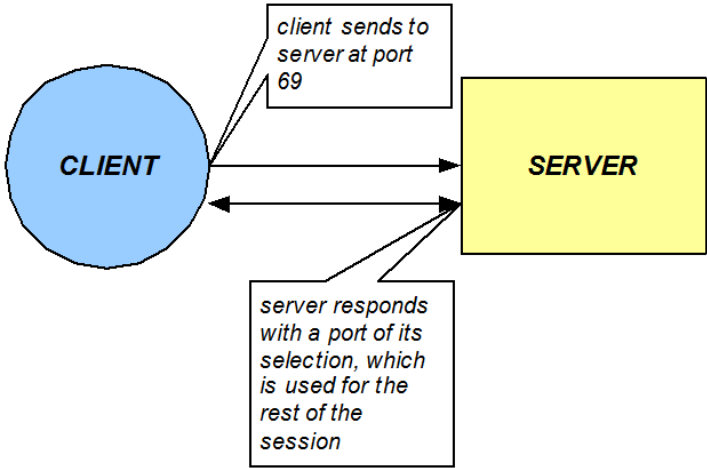 client sends to
server at port
69
CLIENT
SERVER
server responds
with a port of its
selection, which
is used for the
rest of the
session